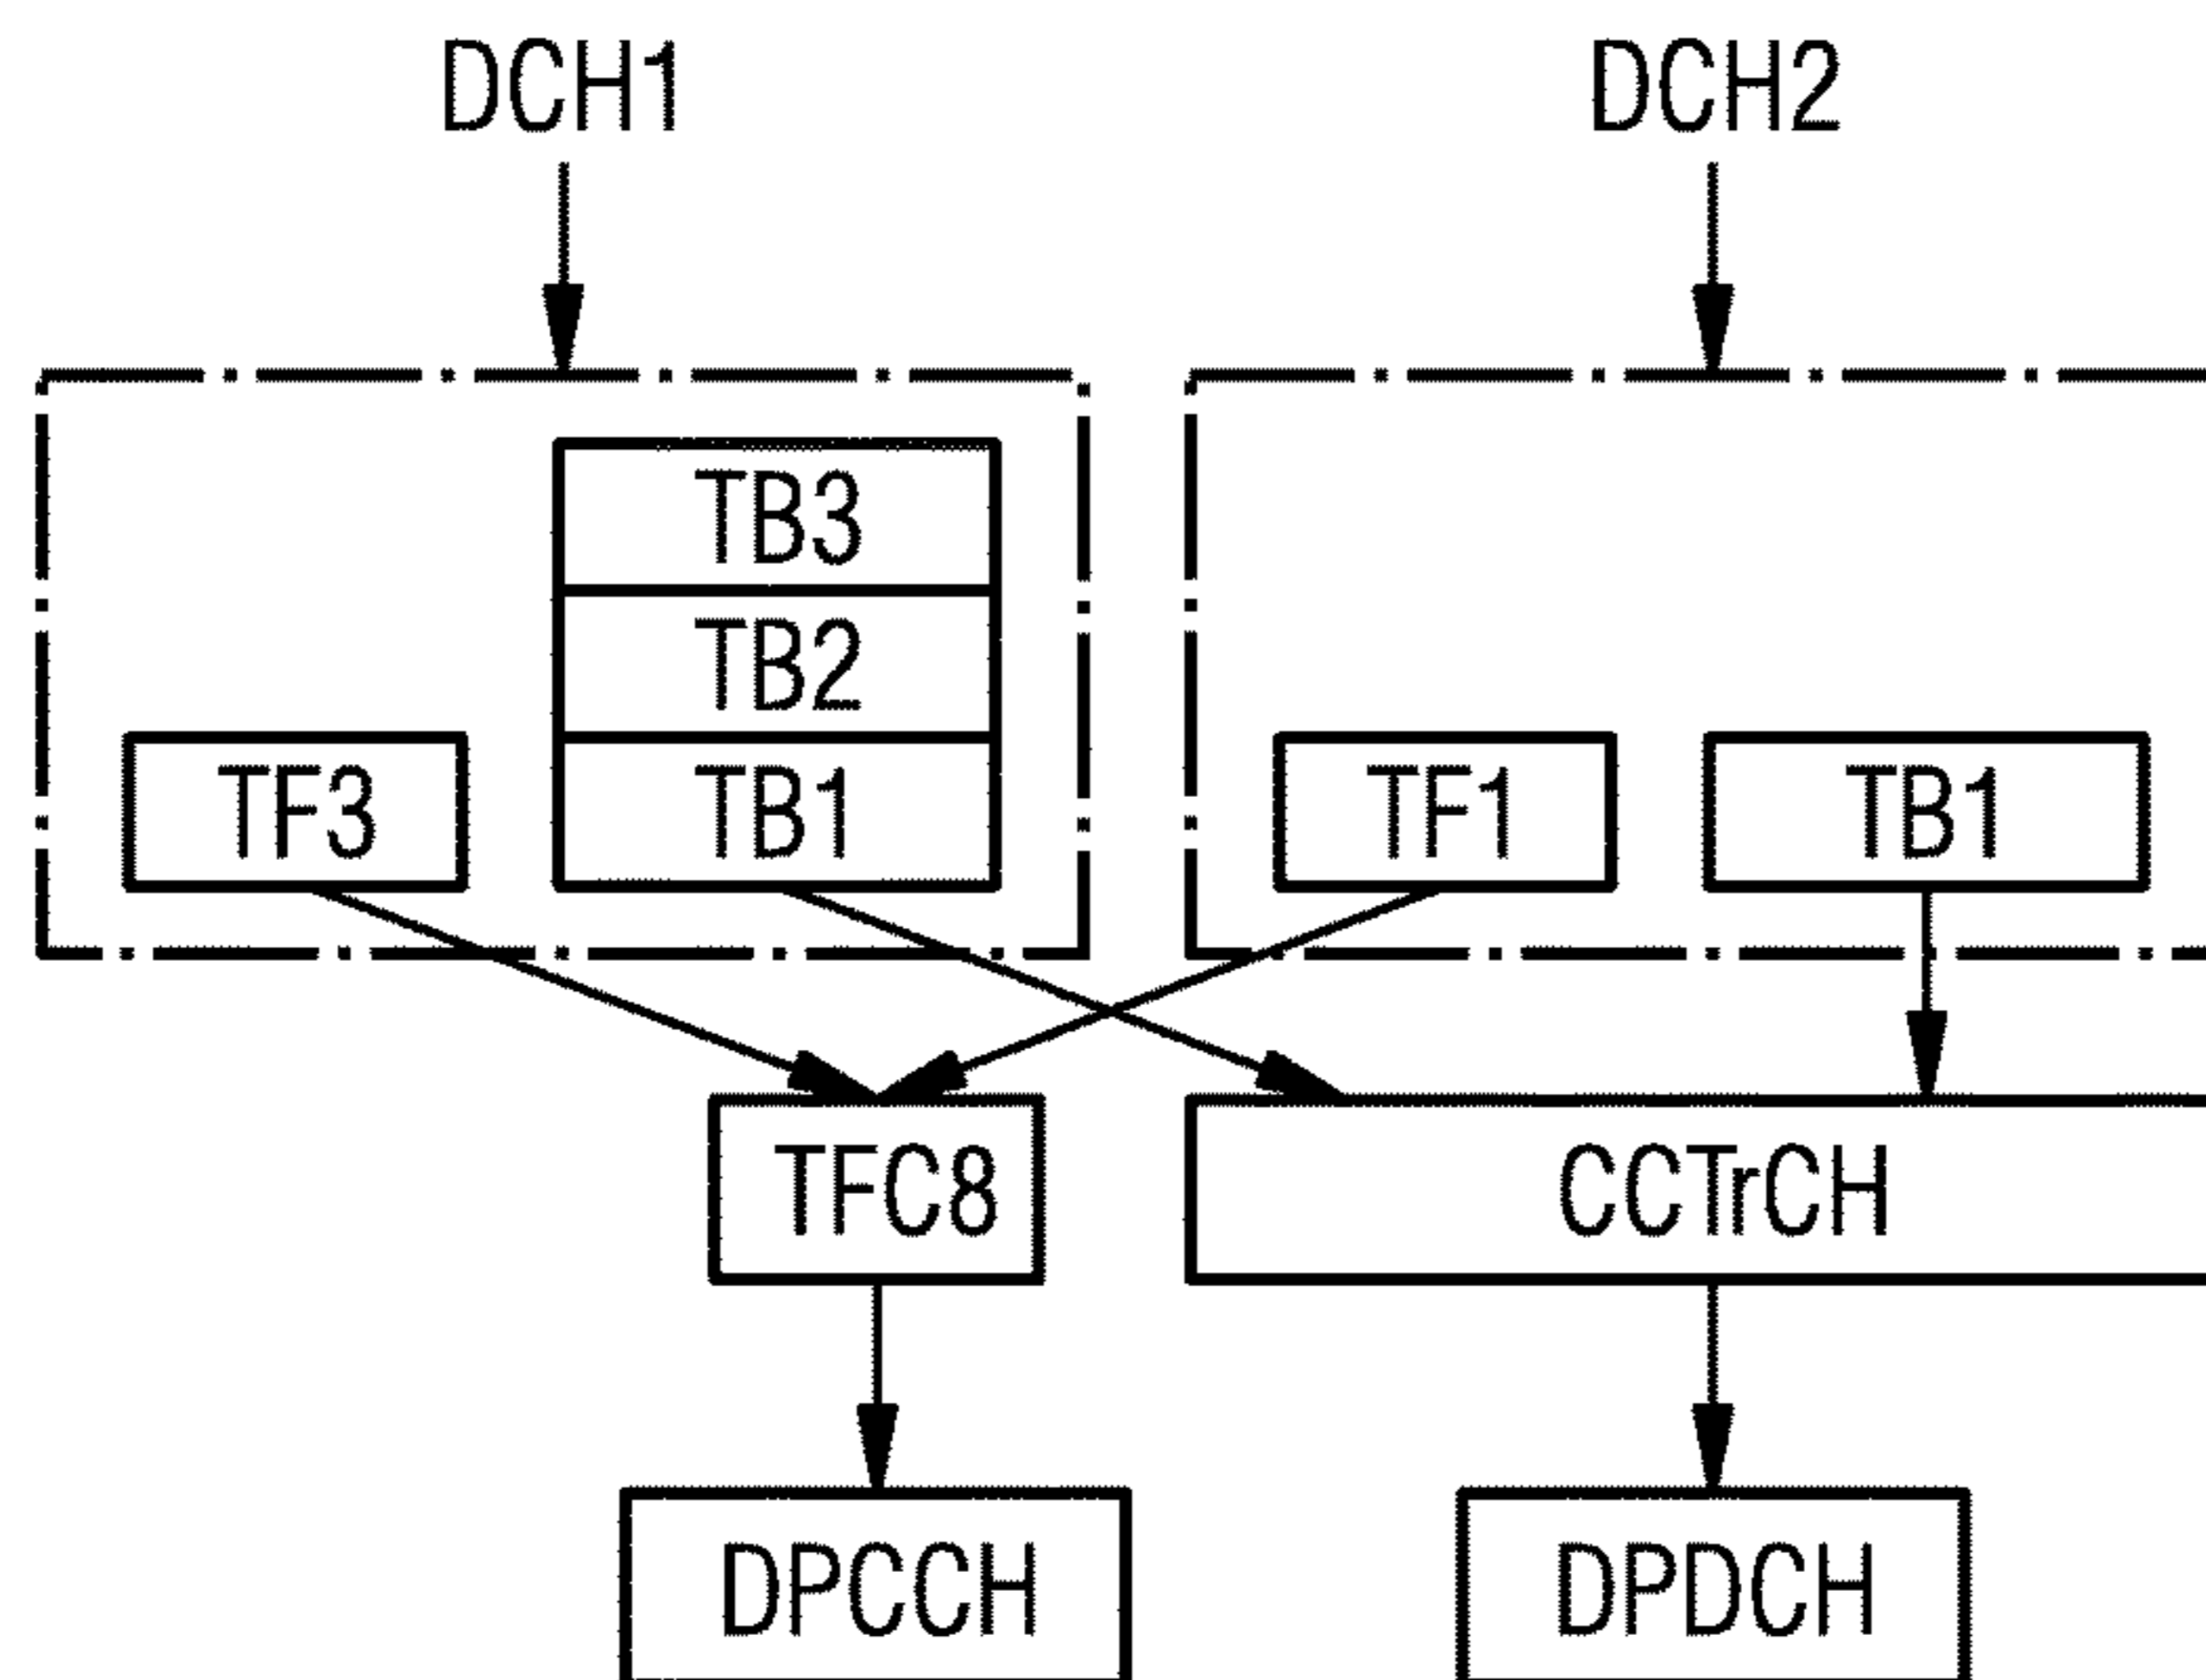 DCH1 DCH2
TB3
TB2
TF3 TB1 TF1 TB1
TFC8 CCTrCH
DPCCH DPDCH